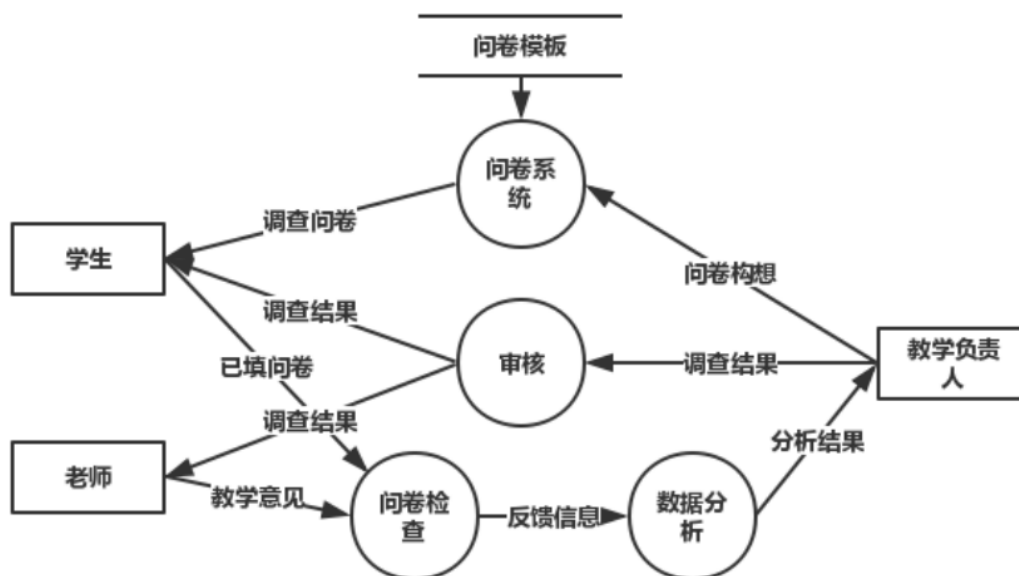 问卷模板
问卷系
统
调查问卷
学生
问卷构想
调查结果
审核
调查结果
教学负责
人
已填问卷
调查结果
分析结果
老师
教学意见
问卷检
查
反馈信息
数据分
析